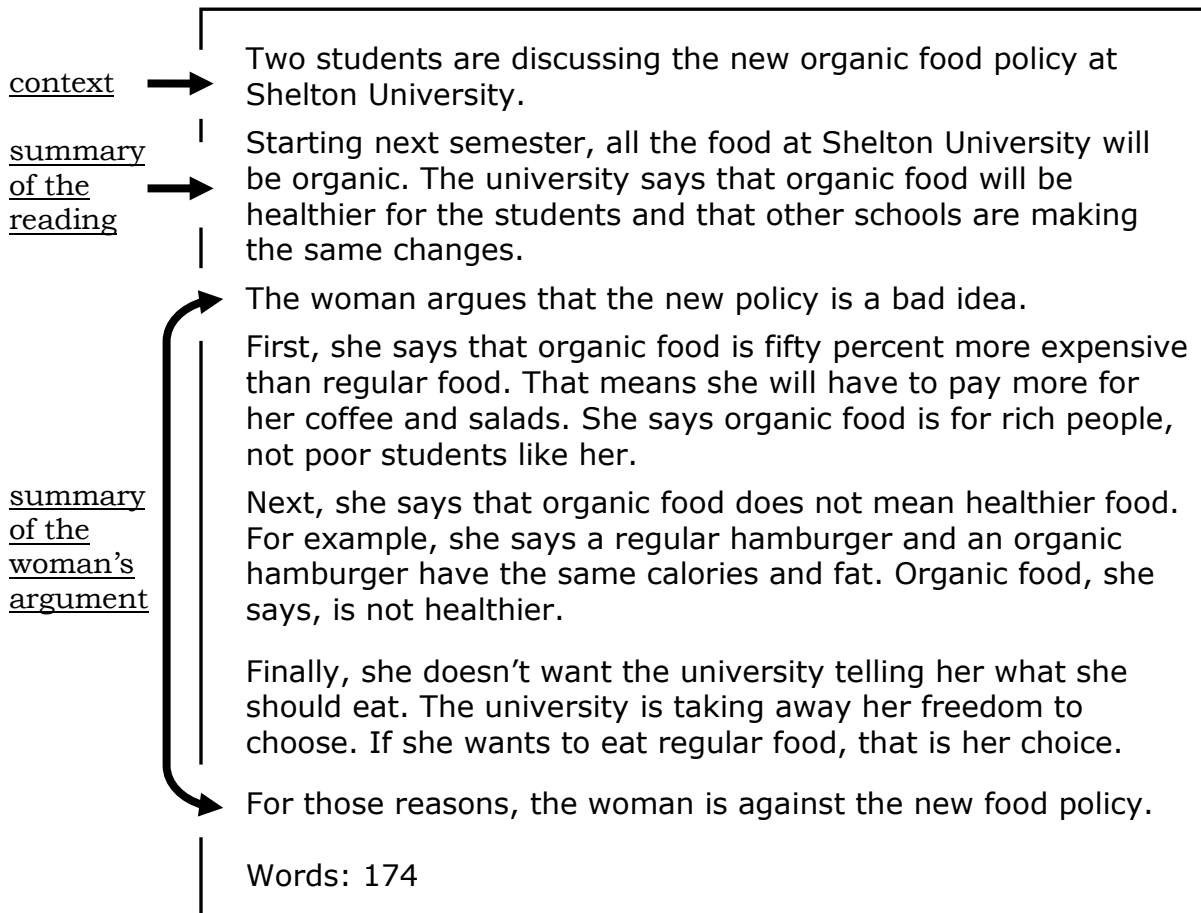 context
Two students are discussing the new organic food policy at
Shelton University.
summary
of the
reading
Starting next semester, all the food at Shelton University will
be organic. The university says that organic food will be
healthier for the students and that other schools are making
the same changes.
The woman argues that the new policy is a bad idea.
First, she says that organic food is fifty percent more expensive
than regular food. That means she will have to pay more for
her coffee and salads. She says organic food is for rich people,
not poor students like her.
summary
of the
woman’s
argument
Next, she says that organic food does not mean healthier food.
For example, she says a regular hamburger and an organic
hamburger have the same calories and fat. Organic food, she
says, is not healthier.
Finally, she doesn’t want the university telling her what she
should eat. The university is taking away her freedom to
choose. If she wants to eat regular food, that is her choice.
For those reasons, the woman is against the new food policy.
Words: 174